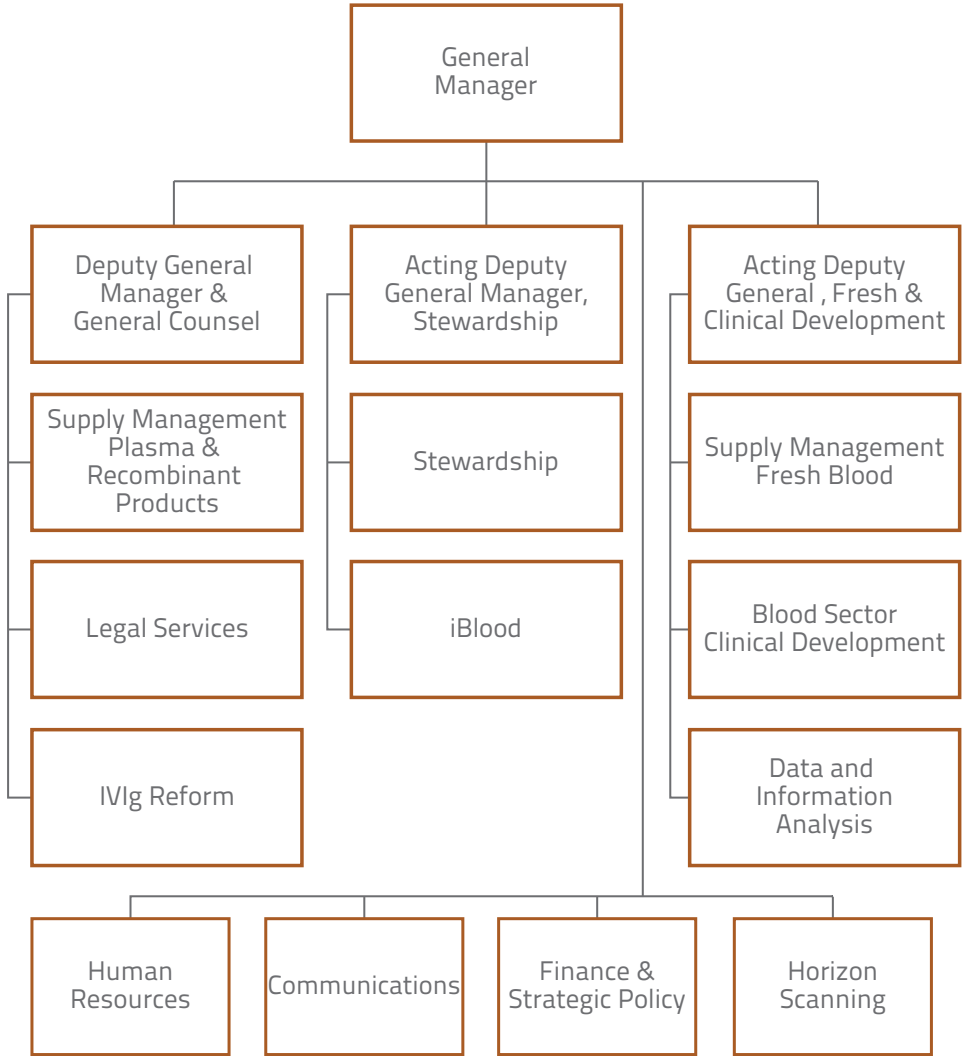 General
Manager
Deputy General
Manager &
General Counsel
Acting Deputy
General Manager,
Stewardship
Acting Deputy
General , Fresh &
Clinical Development
Supply Management
Plasma &
Recombinant
Products
Stewardship
Supply Management
Fresh Blood
Legal Services
iBlood
Blood Sector
Clinical Development
IVIg Reform
Data and
Information
Analysis
Human
Resources
Communications
Finance &
Strategic Policy
Horizon
Scanning